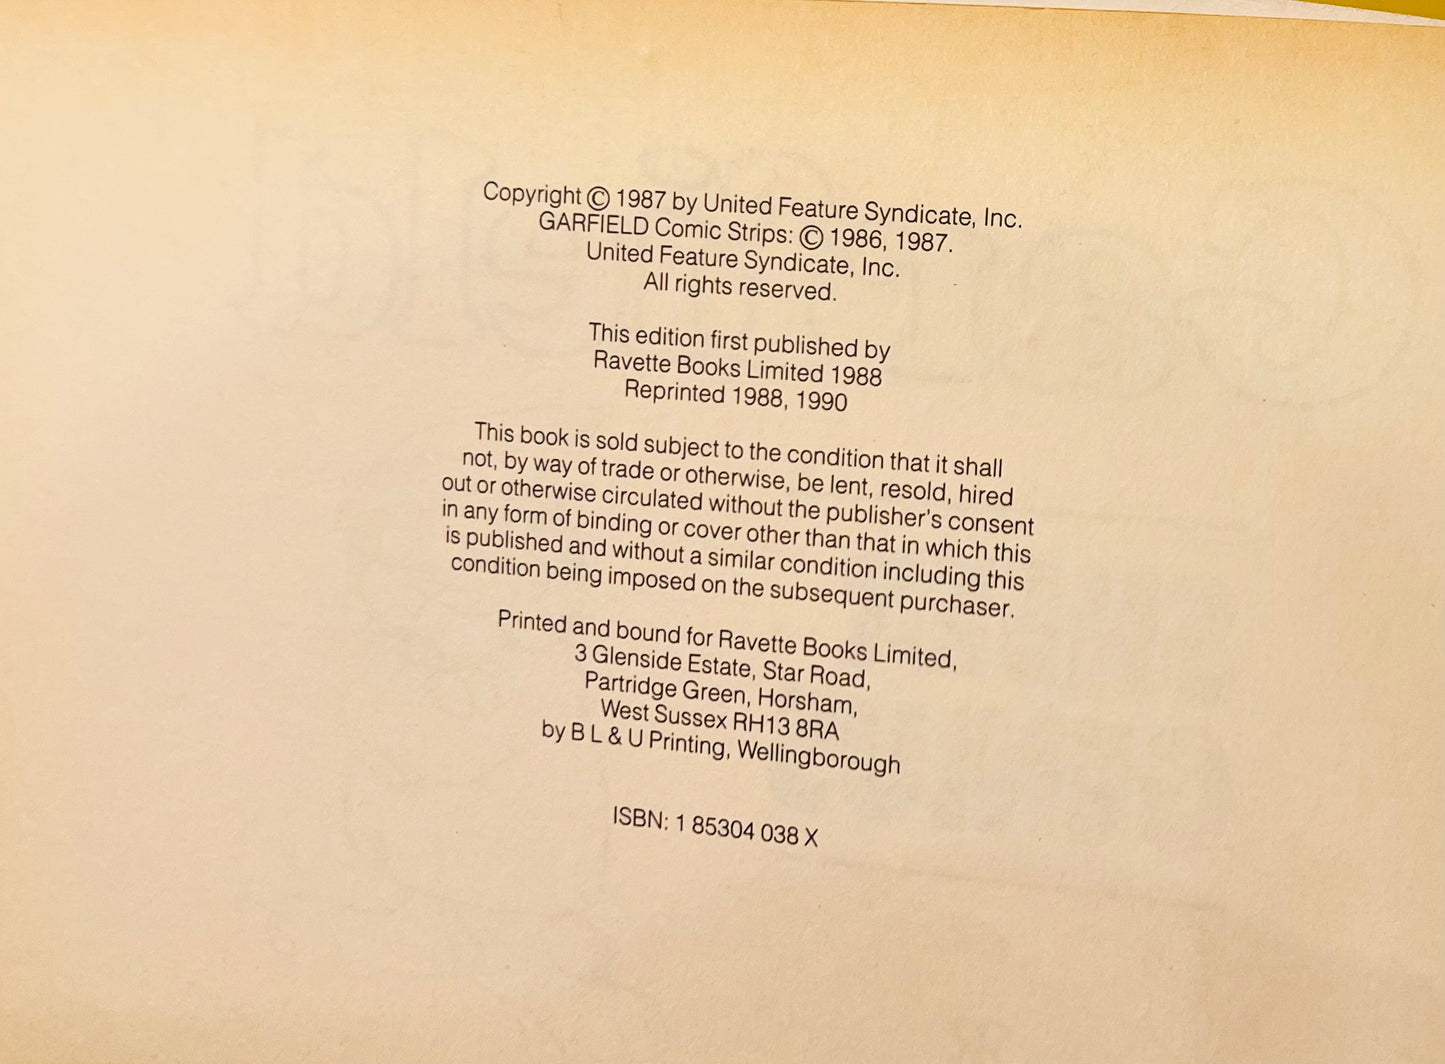 Copyright © 1987 by United Feature Syndicate, Inc.
GARFIELD Comic Strips: © 1986, 1987.
United Feature Syndicate, Inc.
All rights reserved.
This edition first published by
Ravette Books Limited 1988
Reprinted 1988, 1990
This book is sold subject to the condition that it shall
not, by way of trade or otherwise, be lent, resold, hired
out or otherwise circulated without the publisher's consent
in any form of binding or cover other than that in which this
is published and without a similar condition including this
condition being imposed on the subsequent purchaser.
Printed and bound for Ravette Books Limited,
3 Glenside Estate, Star Road,
Partridge Green, Horsham,
West Sussex RH13 8RA
by B L & U Printing, Wellingborough
ISBN: 1 85304 038 X